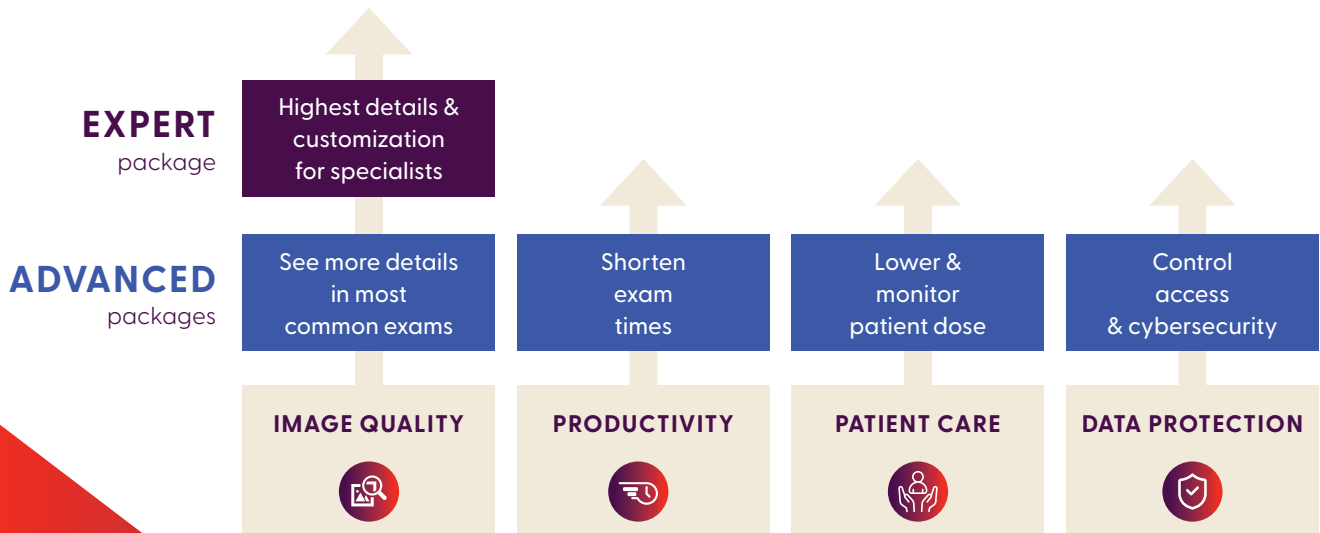 EXPERT
package
Highest details &
customization
for specialists
ADVANCED
packages
See more details
in most
common exams
Shorten
exam
times
Lower &
monitor
patient dose
Control
access
& cybersecurity
IMAGE QUALITY
PRODUCTIVITY
PATIENT CARE
DATA PROTECTION